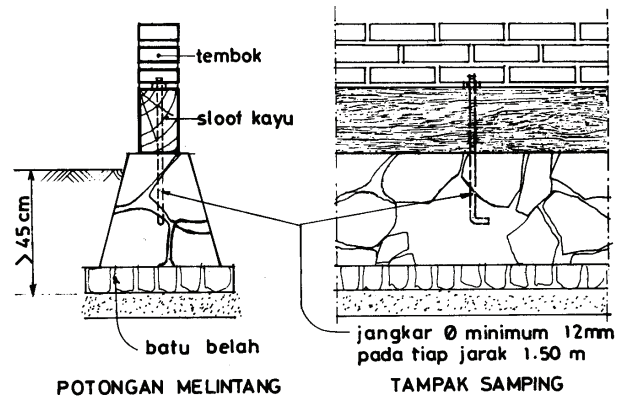 tembok
sloof kayu
> 45 cm
batu belah
jangkar Ø minimum 12mm
pada tiap jarak 1.50 m
POTONGAN MELINTANG
TAMPAK SAMPING